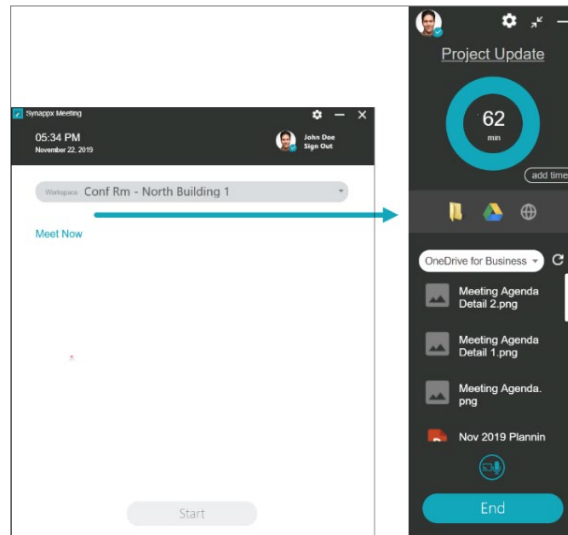 Synappx Meeting
05:34 PM
November 22, 2019
John Doe
Sign Out
Workspace Conf Rm - North Building 1
Meet Now
Start
Project Update
62
min
add time
OneDrive for Business
Meeting Agenda
Detail 2.png
Meeting Agenda
Detail 1.png
Meeting Agenda.
png
Nov 2019 Plannin
End